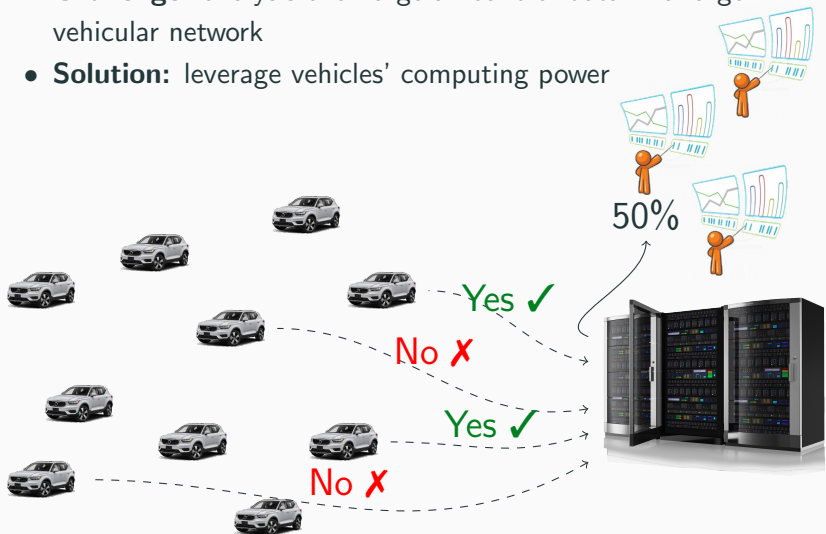 vehicular network
• Solution: leverage vehicles' computing power
50%
Yes ✓
No ✗
Yes ✓
No ✗